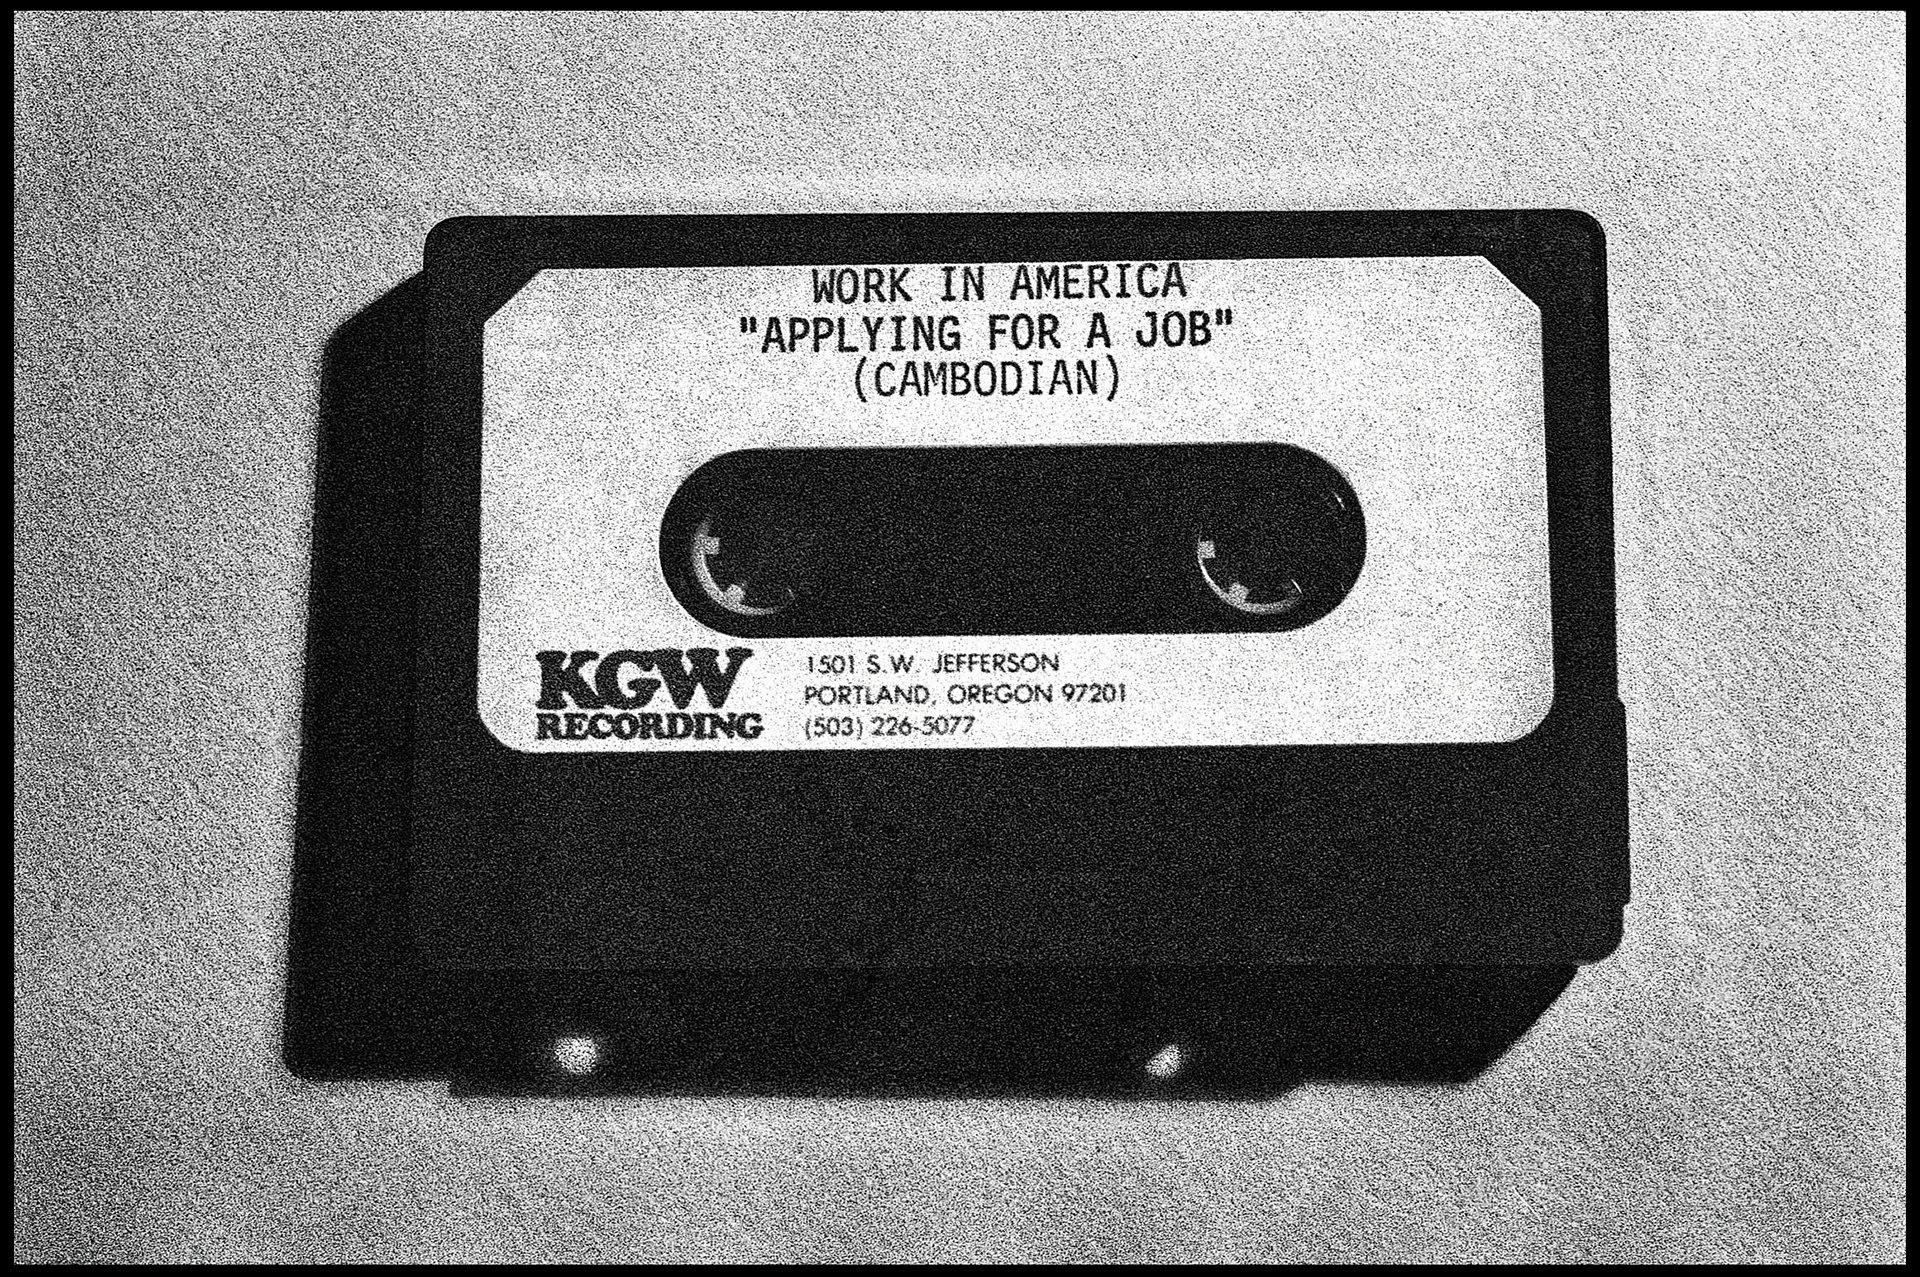 WORK IN AMERICA
"APPLYING FOR A JOB"
(CAMBODIAN)
KGW
RECORDING
1501 S.W. JEFFERSON
PORTLAND, OREGON 97201
(503) 226-5077